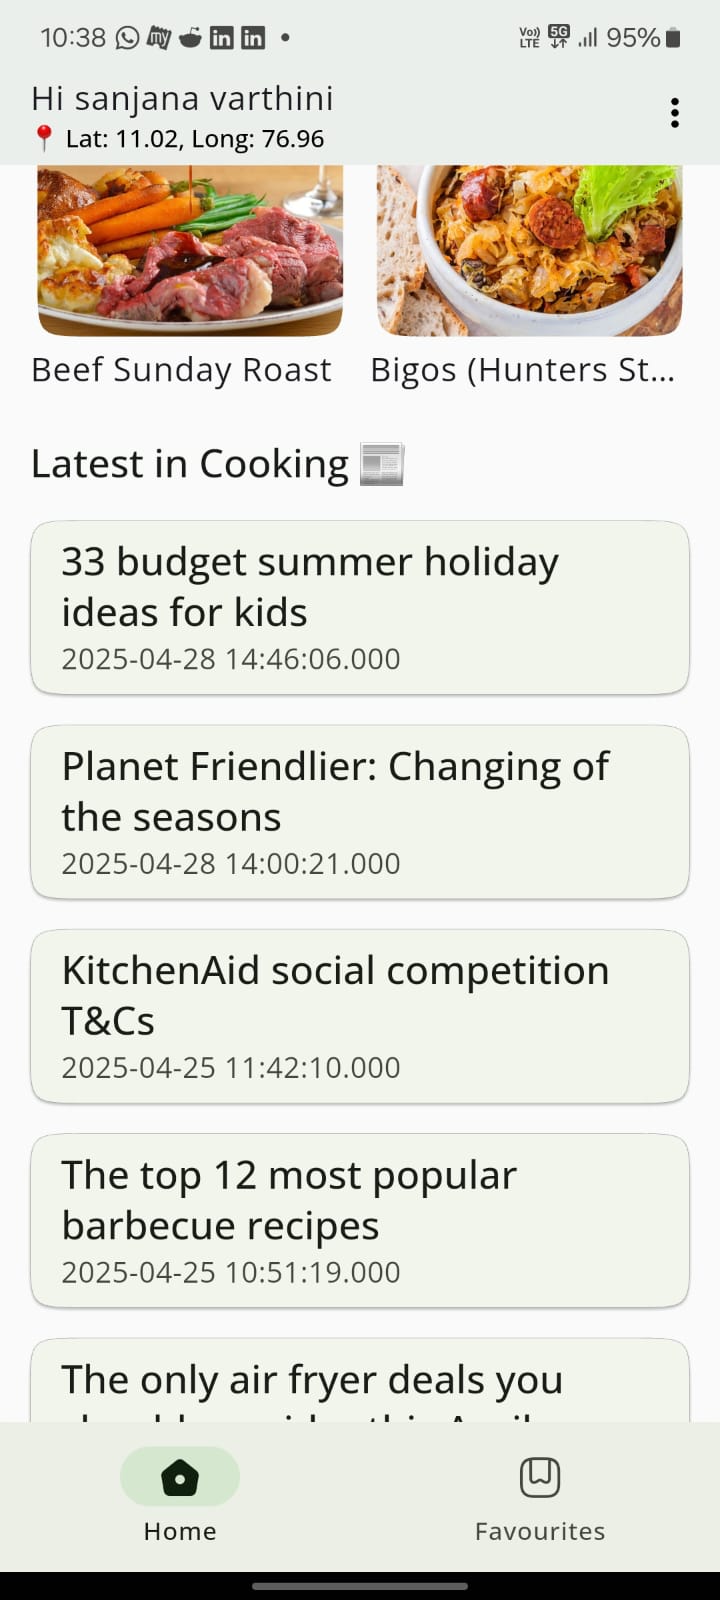 10:38
Vo)) LTE 5G 95%
Hi sanjana varthini
Lat: 11.02, Long: 76.96
Beef Sunday Roast
Bigos (Hunters St...
Latest in Cooking
33 budget summer holiday
ideas for kids
2025-04-28 14:46:06.000
Planet Friendlier: Changing of
the seasons
2025-04-28 14:00:21.000
KitchenAid social competition
T&Cs
2025-04-25 11:42:10.000
The top 12 most popular
barbecue recipes
2025-04-25 10:51:19.000
The only air fryer deals you
Home
Favourites